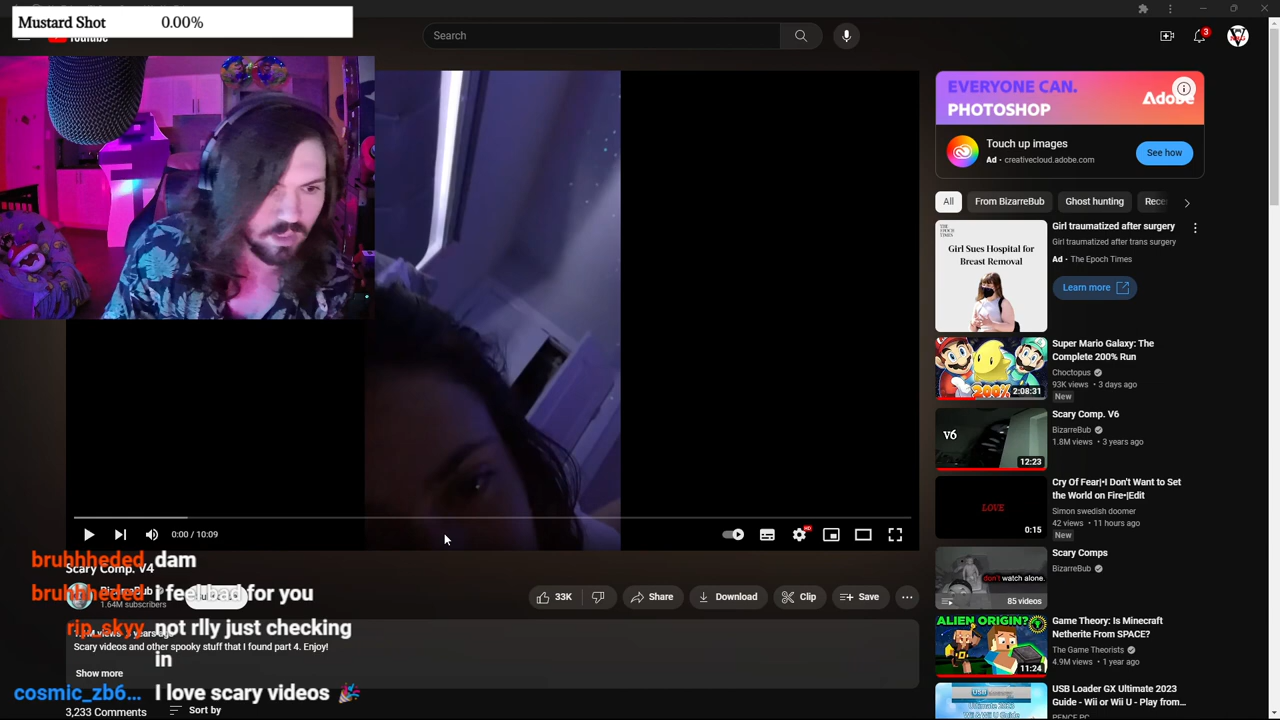 Mustard Shot 0.00%
Search
3
EVERYONE CAN.
PHOTOSHOP
Adobe
Touch up images
Ad · creativecloud.adobe.com
See how
All
From BizarreBub
Ghost hunting
Rece
THE EPOCH TIMES
Girl Sues Hospital for
Breast Removal
Girl traumatized after surgery
Girl traumatized after trans surgery
Ad · The Epoch Times
Learn more
200%
2:08:31
Super Mario Galaxy: The
Complete 200% Run
Choctopus
93K views · 3 days ago
New
V6
12:23
Scary Comp. V6
BizarreBub
1.8M views · 3 years ago
LOVE
0:15
Cry Of Fear|•I Don't Want to Set
the World on Fire•|Edit
Simon swedish doomer
42 views · 11 hours ago
New
don't watch alone.
85 videos
Scary Comps
BizarreBub
ALIEN ORIGIN?
11:24
Game Theory: Is Minecraft
Netherite From SPACE?
The Game Theorists
4.9M views · 1 year ago
USB Loader GX Ultimate 2023
Guide - Wii or Wii U - Play from...
0:00 / 10:09
HD
Scary Comp. V4
BizarreBub
1.64M subscribers
33K
Share
Download
Clip
Save
Scary videos and other spooky stuff that I found part 4. Enjoy!
Show more
3,233 Comments
Sort by
bruhhheded dam
bruhhheded i feel bad for you
rip_skyy not rlly just checking
in
cosmic_zb6... I love scary videos 🎉